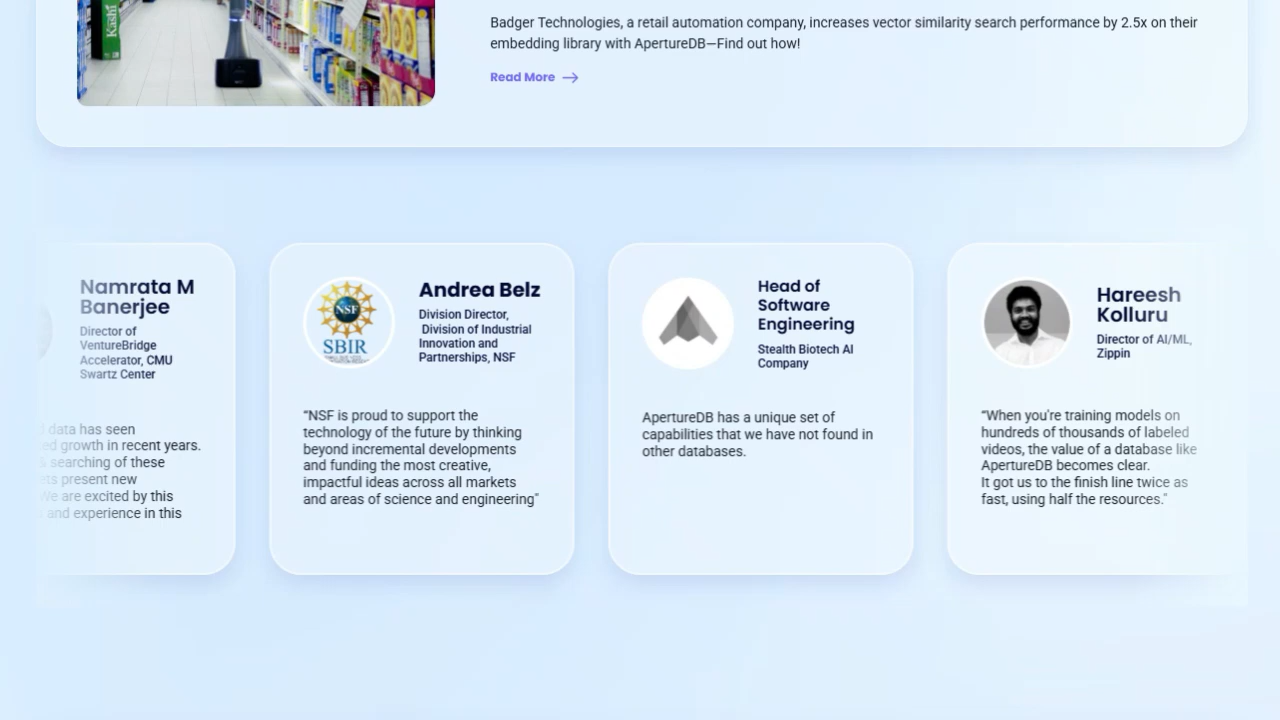 Kashi
Badger Technologies, a retail automation company, increases vector similarity search performance by 2.5x on their
embedding library with ApertureDB—Find out how!
Read More
Namrata M
Banerjee
Director of
VentureBridge
Accelerator, CMU
Swartz Center
data has seen
ed growth in recent years.
& searching of these
ets present new
We are excited by this
and experience in this
NSF
SBIR
Andrea Belz
Division Director,
Division of Industrial
Innovation and
Partnerships, NSF
“NSF is proud to support the
technology of the future by thinking
beyond incremental developments
and funding the most creative,
impactful ideas across all markets
and areas of science and engineering"
Head of
Software
Engineering
Stealth Biotech AI
Company
ApertureDB has a unique set of
capabilities that we have not found in
other databases.
Hareesh
Kolluru
Director of AI/ML,
Zippin
“When you're training models on
hundreds of thousands of labeled
videos, the value of a database like
ApertureDB becomes clear.
It got us to the finish line twice as
fast, using half the resources."